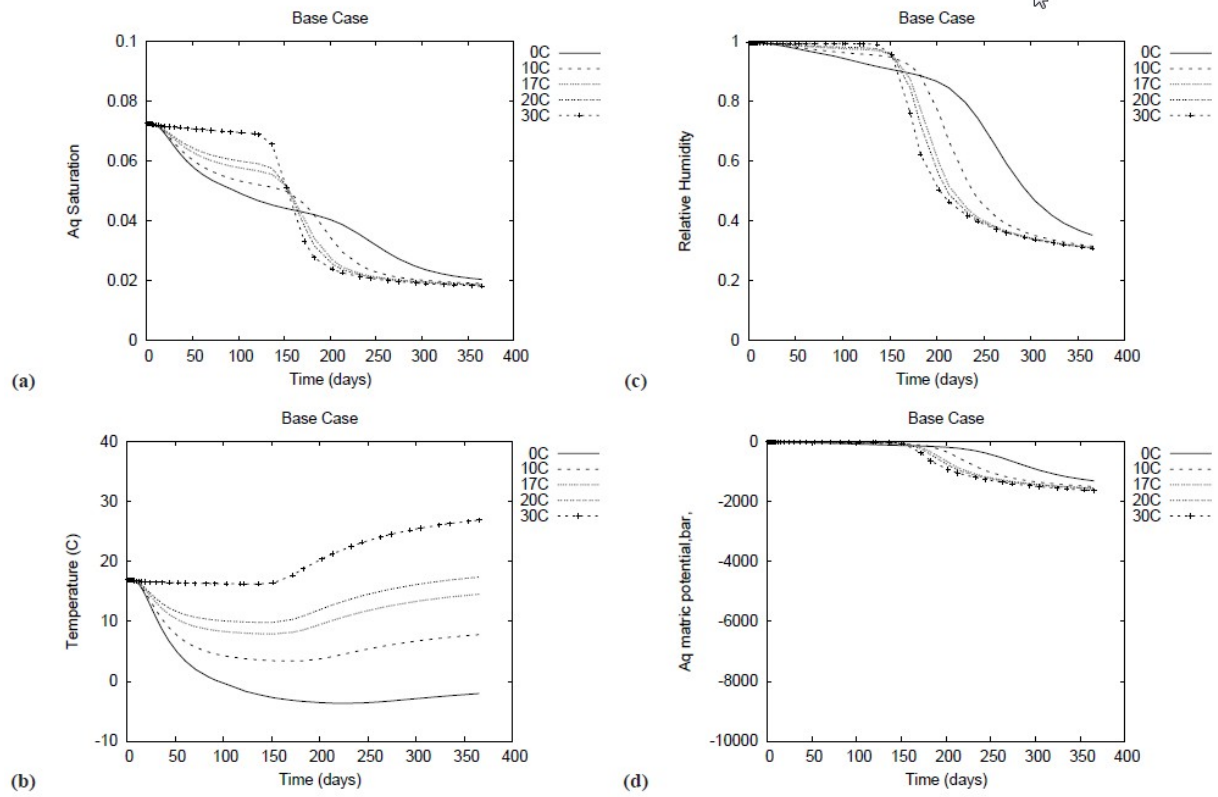 Base Case
0.1
0.08
0.06
0.04
0.02
0
Aq Saturation
0 50 100 150 200 250 300 350 400
Time (days)
0C
10C
17C
20C
30C
(a)
Base Case
1
0.8
0.6
0.4
0.2
0
Relative Humidity
0 50 100 150 200 250 300 350 400
Time (days)
0C
10C
17C
20C
30C
(c)
Base Case
40
30
20
10
0
-10
Temperature (C)
0 50 100 150 200 250 300 350 400
Time (days)
0C
10C
17C
20C
30C
(b)
Base Case
0
-2000
-4000
-6000
-8000
-10000
Aq matric potential,bar,
0 50 100 150 200 250 300 350 400
Time (days)
0C
10C
17C
20C
30C
(d)